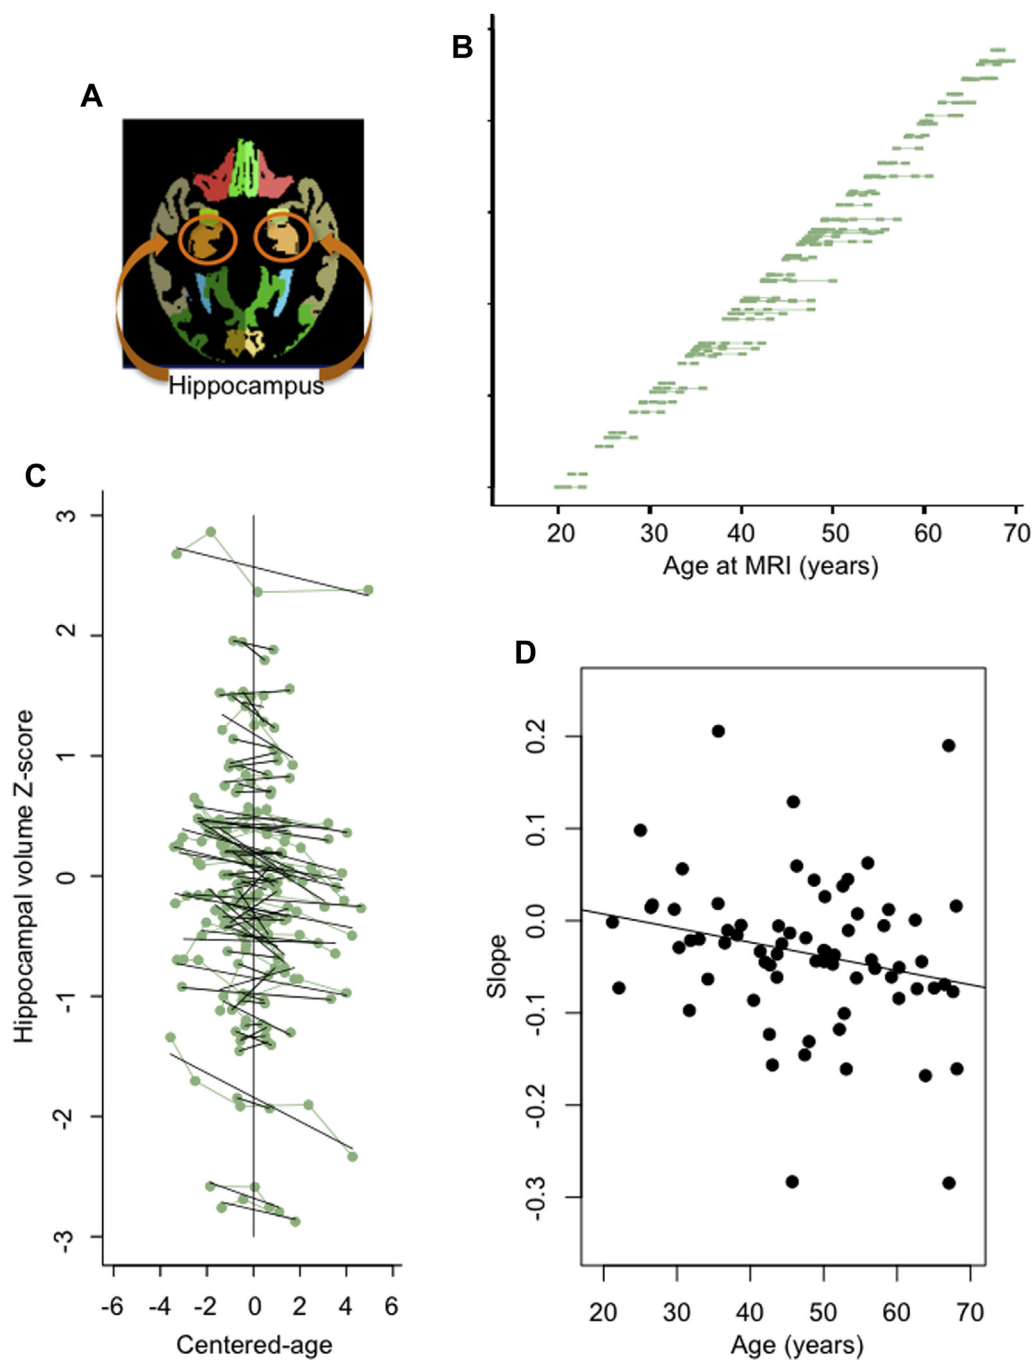 A
Hippocampus
B
20 30 40 50 60 70
Age at MRI (years)
C
3
2
1
0
-1
-2
-3
Hippocampal volume Z-score
-6 -4 -2 0 2 4 6
Centered-age
D
0.2
0.1
0.0
-0.1
-0.2
-0.3
Slope
20 30 40 50 60 70
Age (years)